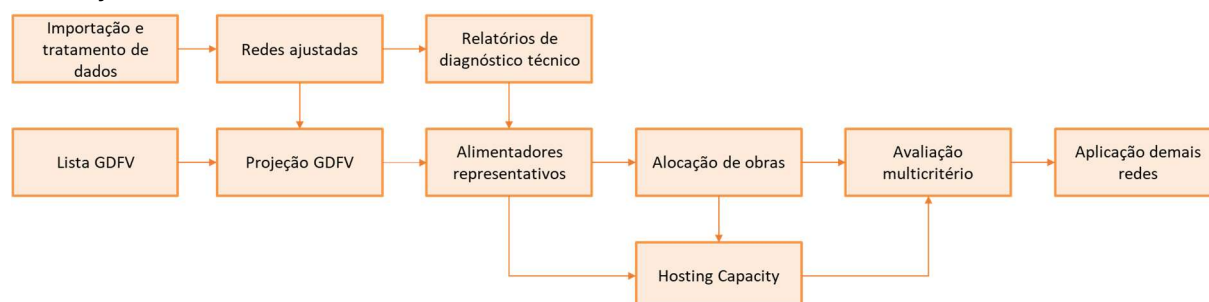 Importação e
tratamento de
dados
Redes ajustadas
Relatórios de
diagnóstico técnico
Lista GDFV
Projeção GDFV
Alimentadores
representativos
Alocação de obras
Avaliação
multicritério
Aplicação demais
redes
Hosting Capacity